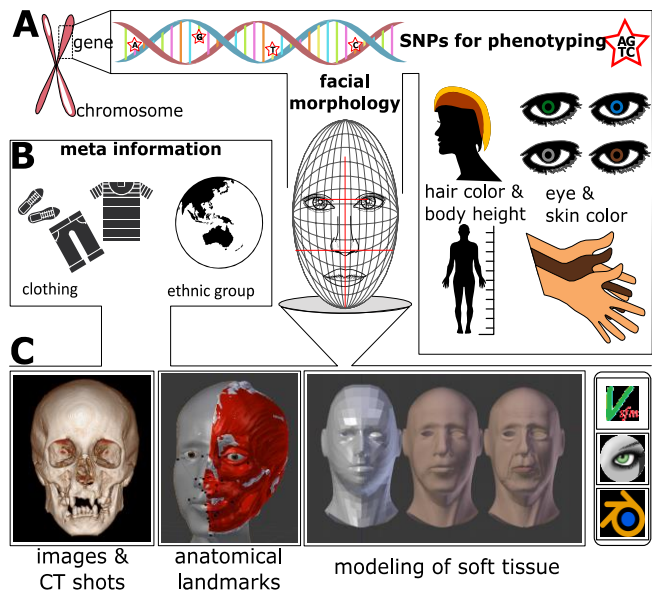 A
gene
A
G
C
T
C
SNPs for phenotyping
AG
TC
chromosome
facial
morphology
B
meta information
clothing
ethnic group
hair color &
body height
eye &
skin color
C
images &
CT shots
anatomical
landmarks
modeling of soft tissue
V
sfm